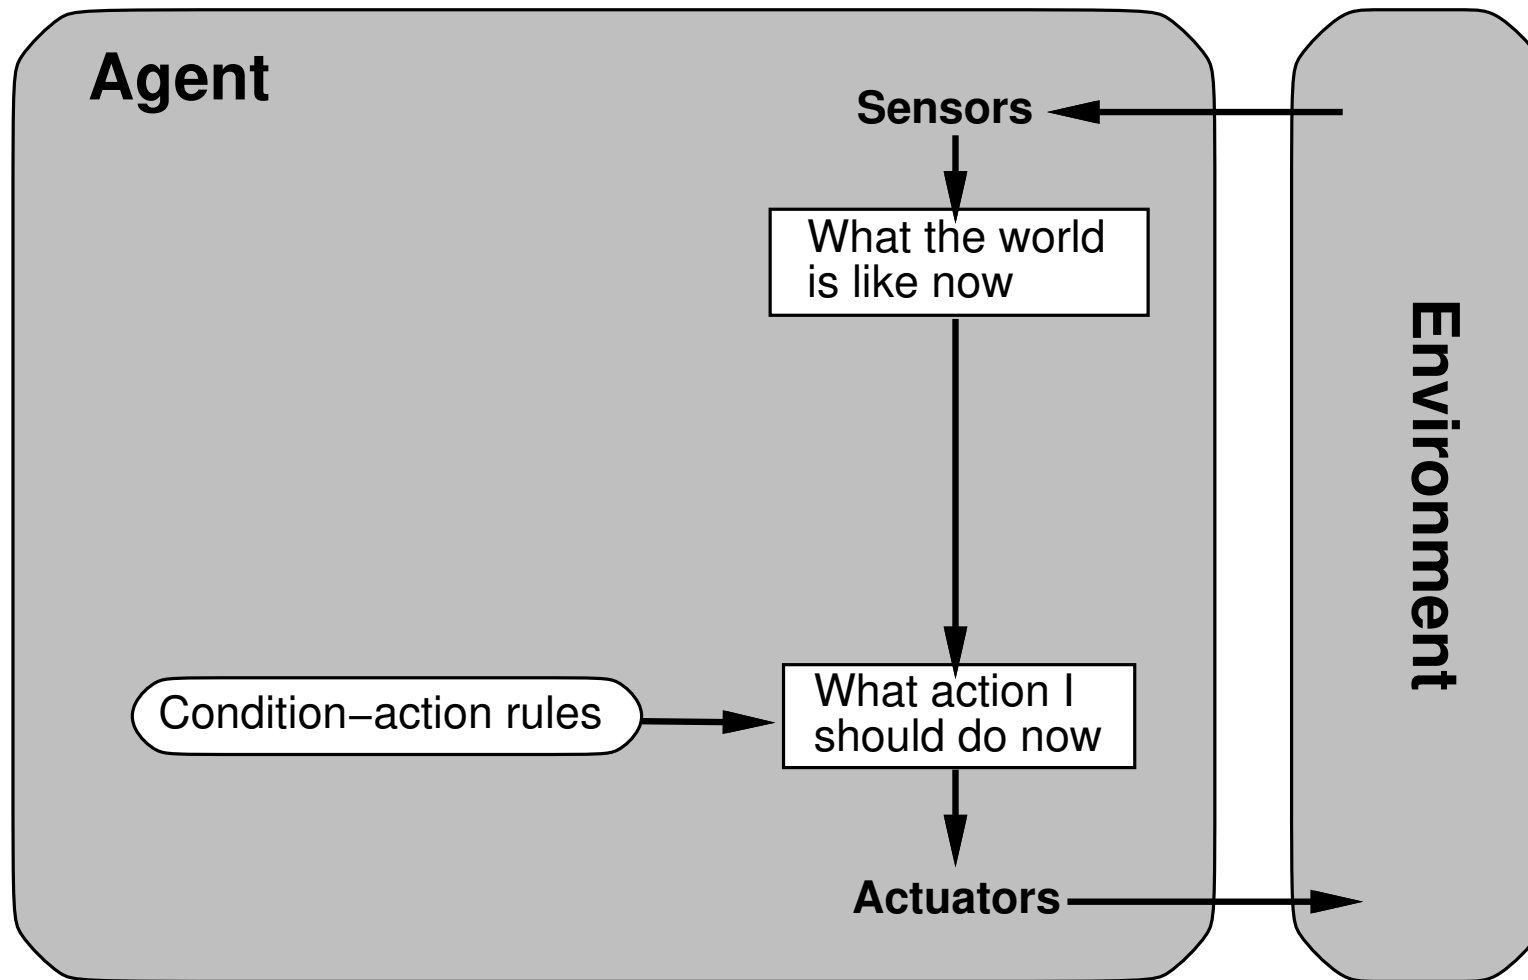 Agent
Sensors
What the world
is like now
Environment
Condition–action rules
What action I
should do now
Actuators